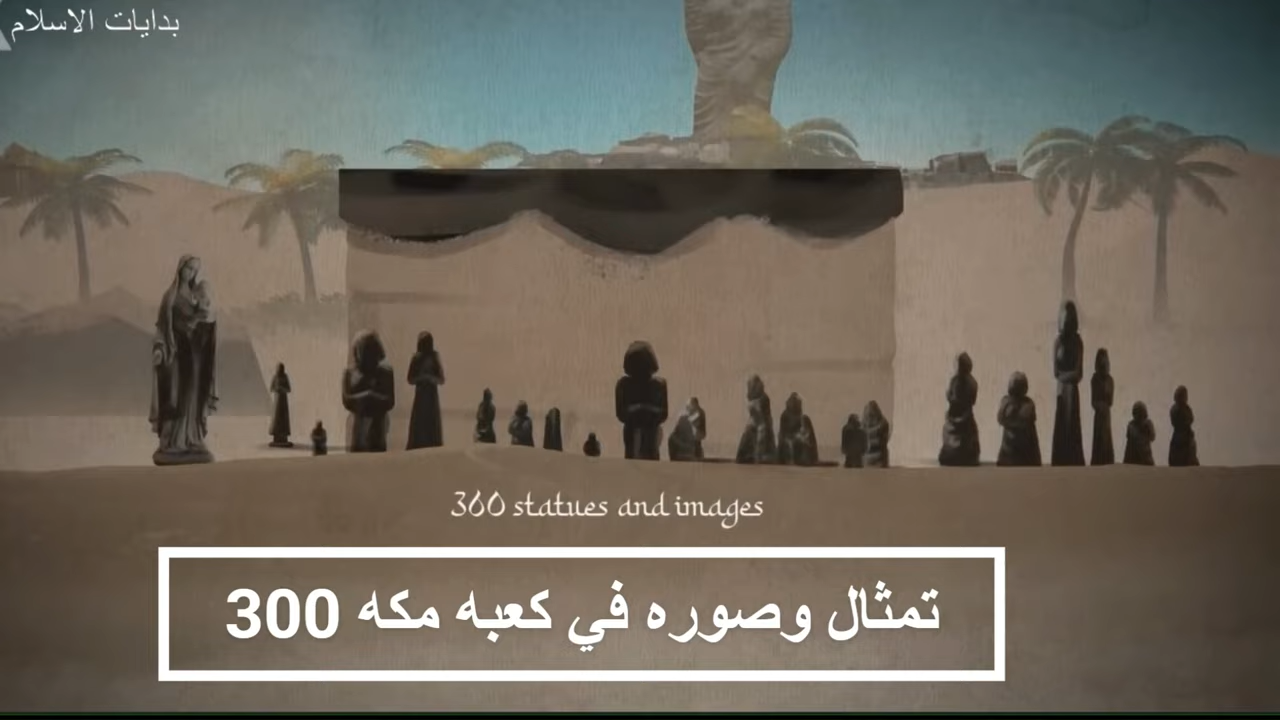 بدايات الاسلام
360 statues and images
300 تمثال وصوره في كعبه مكه